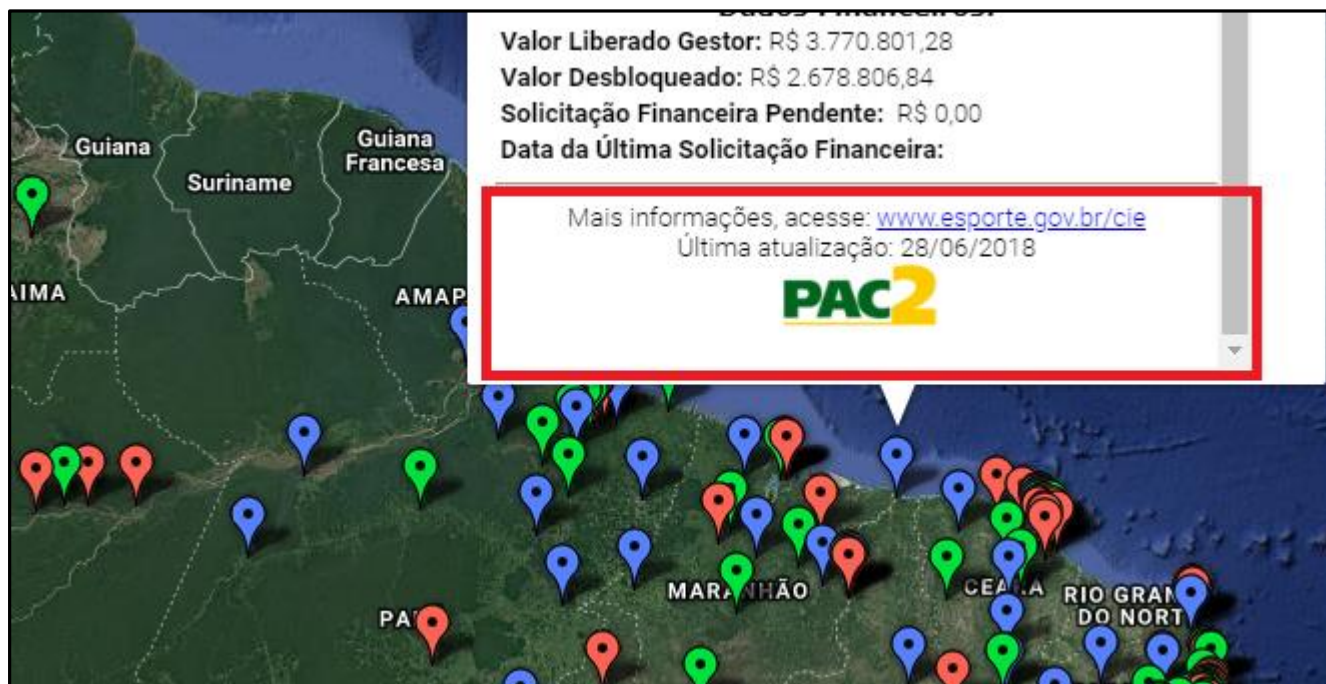 Valor Liberado Gestor: R$ 3.770.801,28
Valor Desbloqueado: R$ 2.678.806,84
Solicitação Financeira Pendente: R$ 0,00
Data da Última Solicitação Financeira:
Mais informações, acesse: www.esporte.gov.br/cie
Última atualização: 28/06/2018
PAC2
Guiana
Suriname
Guiana
Francesa
AIMA
AMAP
MARANHÃO
CEARA
RIO GRAN
DO NORT
PA